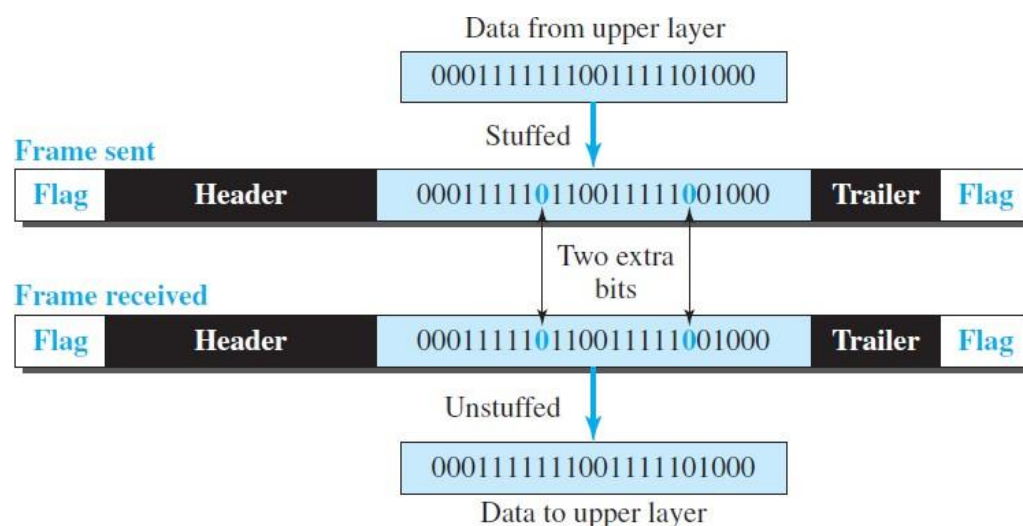 Data from upper layer
0001111111001111101000
Stuffed
Frame sent
Flag Header 000111110110011111001000 Trailer Flag
Two extra
bits
Frame received
Flag Header 000111110110011111001000 Trailer Flag
Unstuffed
0001111111001111101000
Data to upper layer